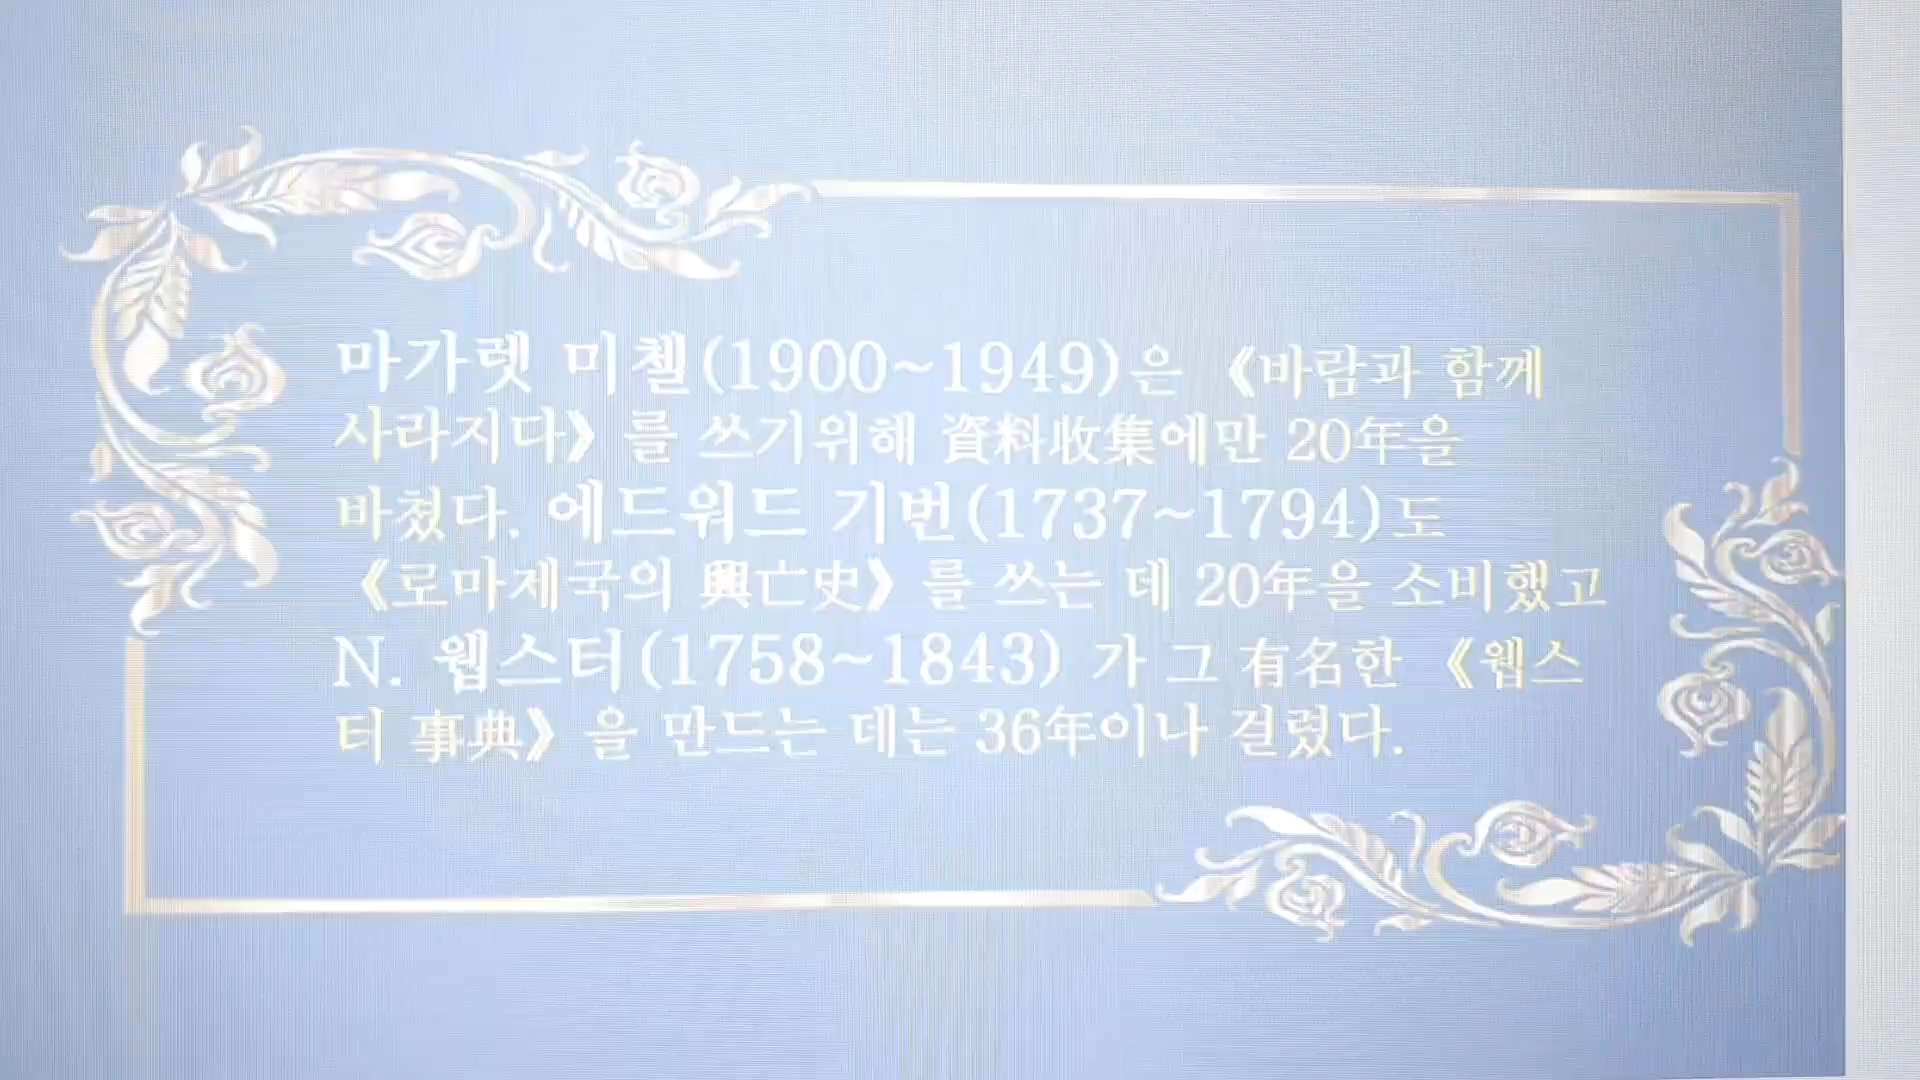 마가렛 미첼(1900~1949)은 《바람과 함께
사라지다》를 쓰기위해 資料收集에만 20年을
바쳤다. 에드워드 기번(1737~1794)도
《로마제국의 興亡史》를 쓰는 데 20年을 소비했고
N. 웹스터(1758~1843) 가 그 有名한 《웹스
터 事典》을 만드는 데는 36年이나 걸렸다.